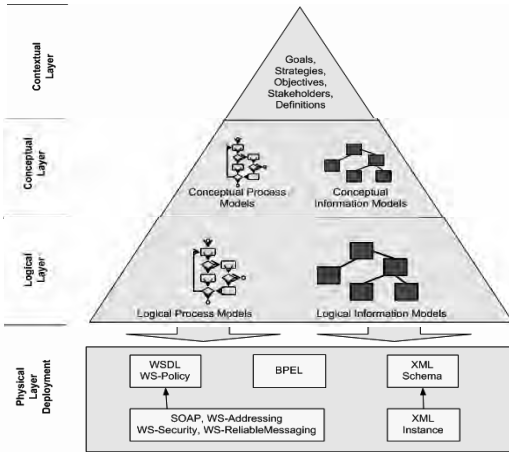 Contextual
Layer
Goals,
Strategies,
Objectives,
Stakeholders,
Definitions
Conceptual
Layer
Conceptual Process
Models
Conceptual
Information Models
Logical
Layer
Logical Process Models
Logical Information Models
Physical
Layer
Deployment
WSDL
WS-Policy
BPEL
XML
Schema
SOAP, WS-Addressing
WS-Security, WS-ReliableMessaging
XML
Instance